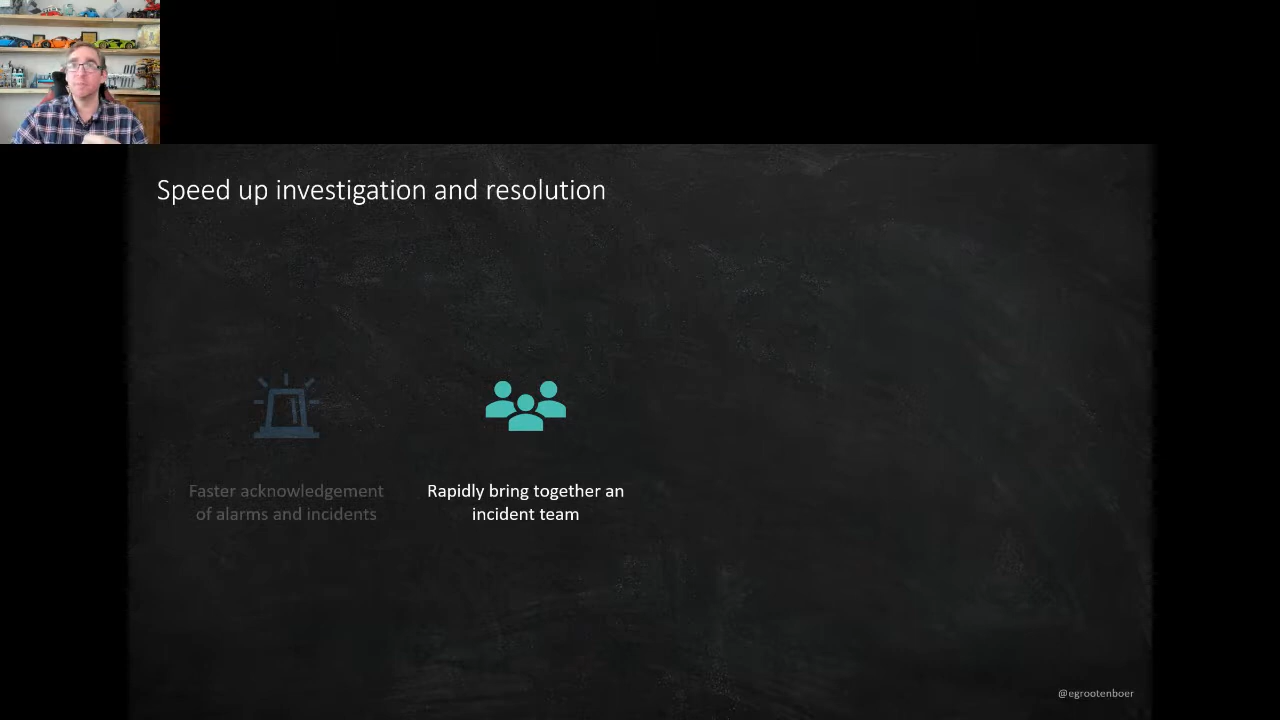 Speed up investigation and resolution
Faster acknowledgement
of alarms and incidents
Rapidly bring together an
incident team
@egrootenboer